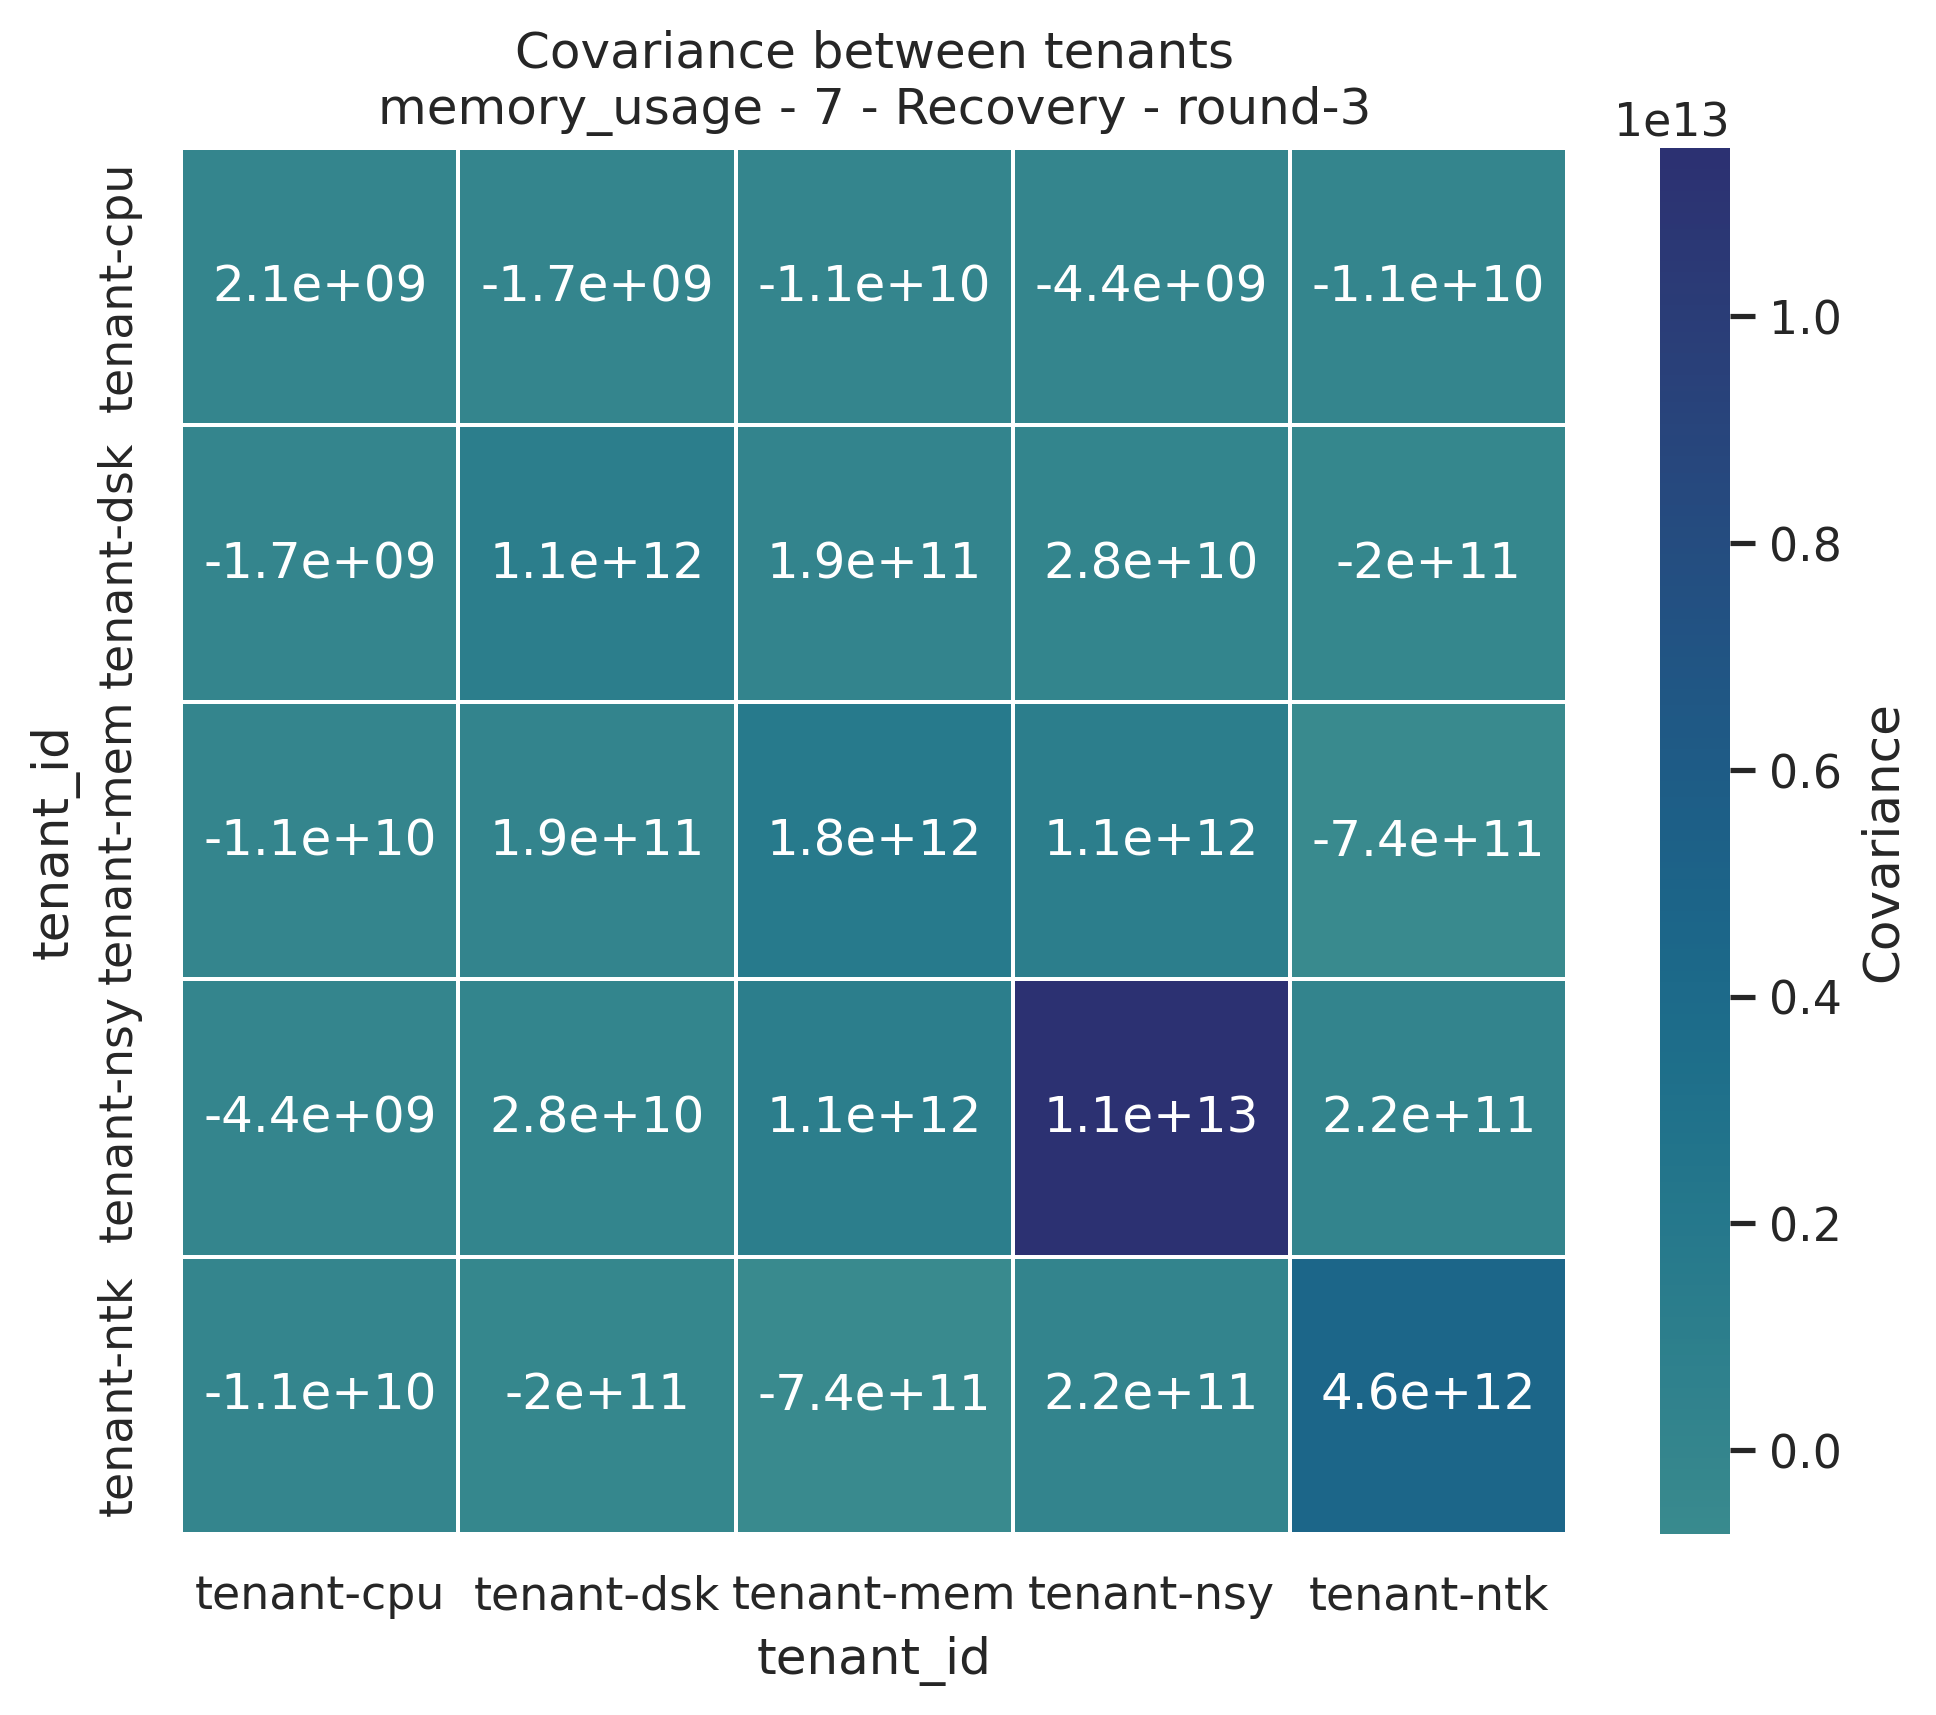 Covariance between tenants
memory_usage - 7 - Recovery - round-3
1e13
tenant-cpu 2.1e+09 -1.7e+09 -1.1e+10 -4.4e+09 -1.1e+10
tenant-dsk -1.7e+09 1.1e+12 1.9e+11 2.8e+10 -2e+11
tenant-mem -1.1e+10 1.9e+11 1.8e+12 1.1e+12 -7.4e+11
tenant-nsy -4.4e+09 2.8e+10 1.1e+12 1.1e+13 2.2e+11
tenant-ntk -1.1e+10 -2e+11 -7.4e+11 2.2e+11 4.6e+12
tenant_id
tenant-cpu tenant-dsk tenant-mem tenant-nsy tenant-ntk
tenant_id
1.0
0.8
0.6
0.4
0.2
0.0
Covariance